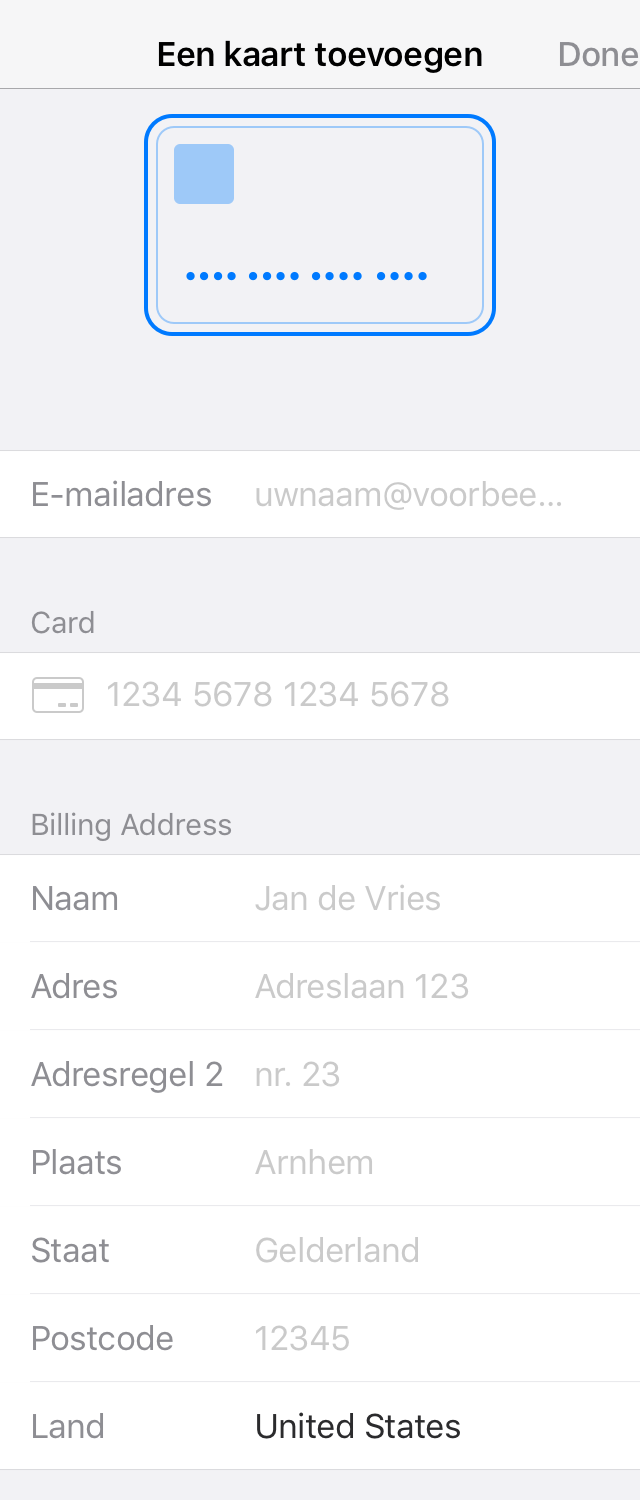 Een kaart toevoegen Done
E-mailadres uwnaam@voorbee...
Card
1234 5678 1234 5678
Billing Address
Naam Jan de Vries
Adres Adreslaan 123
Adresregel 2 nr. 23
Plaats Arnhem
Staat Gelderland
Postcode 12345
Land United States